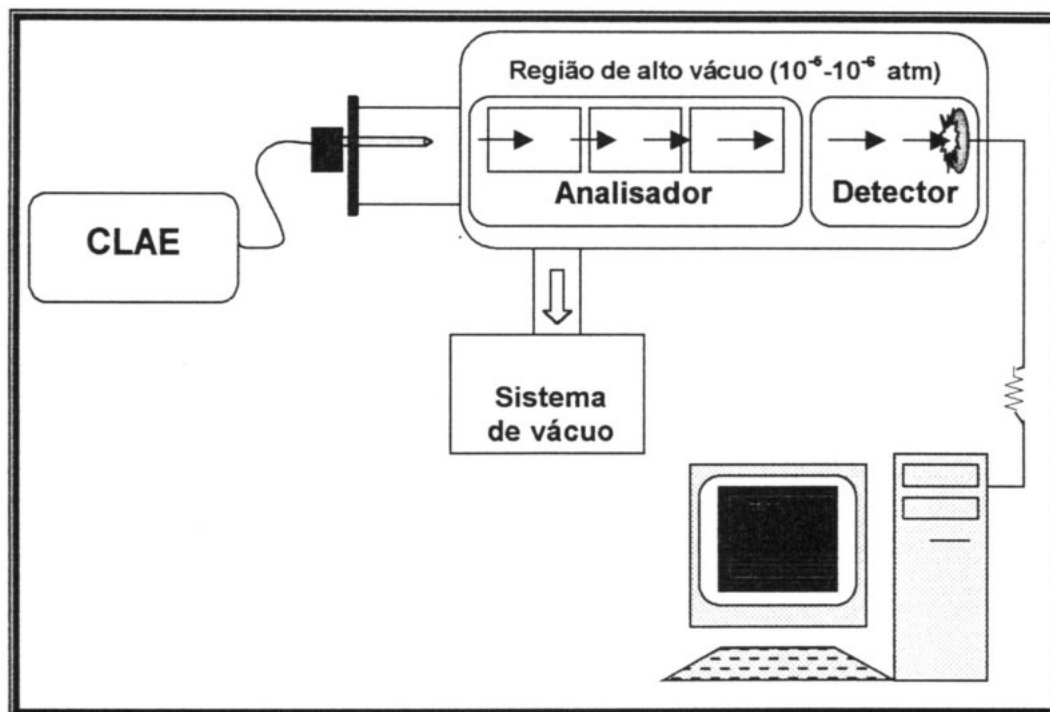 Região de alto vácuo (10⁻⁵-10⁻⁶ atm)
Analisador
Detector
CLAE
Sistema
de vácuo